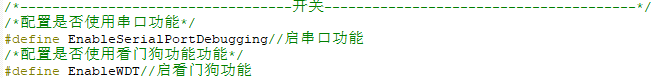 /*----------------------------------开关---------------------------------------*/
/*配置是否使用串口功能*/
#define EnableSerialPortDebugging//启串口功能
/*配置是否使用看门狗功能功能*/
#define EnableWDT//启看门狗功能